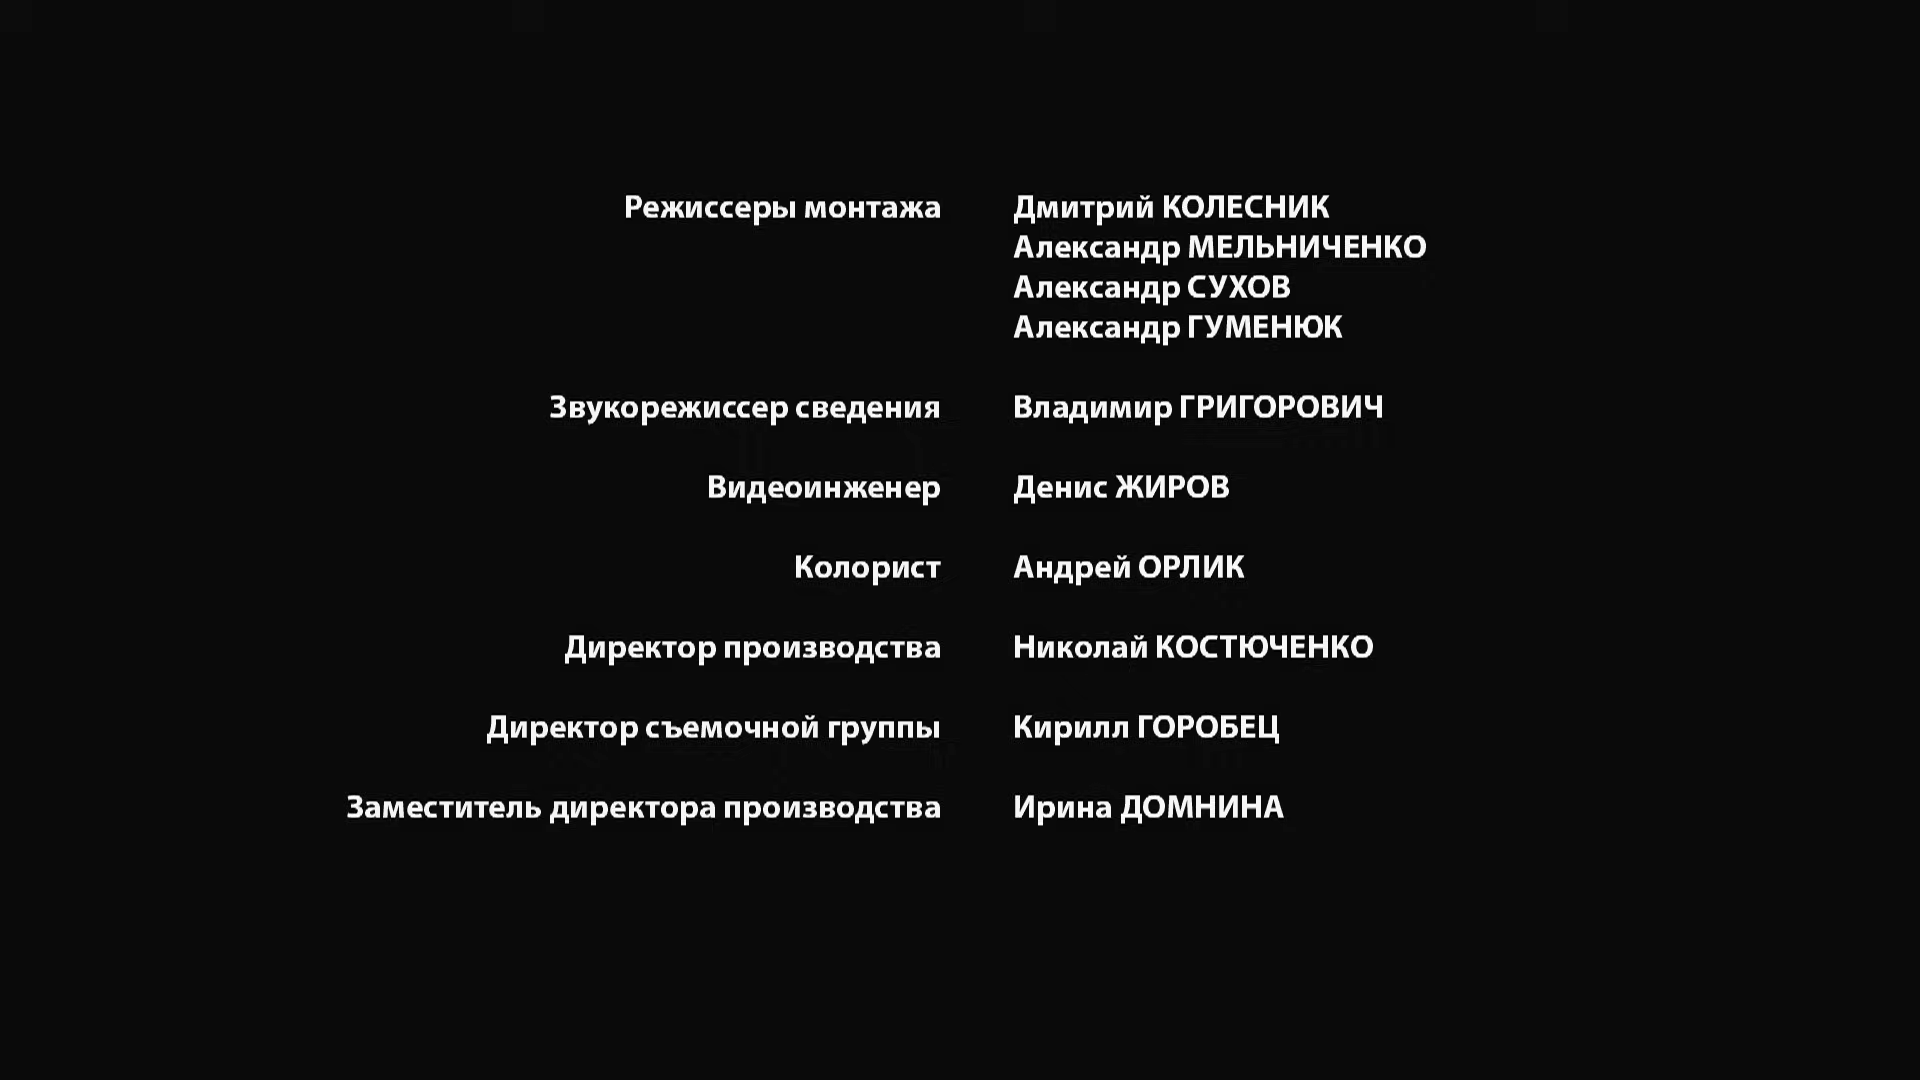 Режиссеры монтажа Дмитрий КОЛЕСНИК
Александр МЕЛЬНИЧЕНКО
Александр СУХОВ
Александр ГУМЕНЮК
Звукорежиссер сведения Владимир ГРИГОРОВИЧ
Видеоинженер Денис ЖИРОВ
Колорист Андрей ОРЛИК
Директор производства Николай КОСТЮЧЕНКО
Директор съемочной группы Кирилл ГОРОБЕЦ
Заместитель директора производства Ирина ДОМНИНА